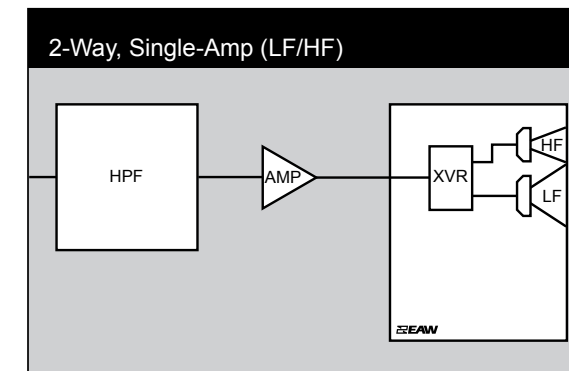 2-Way, Single-Amp (LF/HF)
HPF
AMP
XVR
HF
LF
EAW